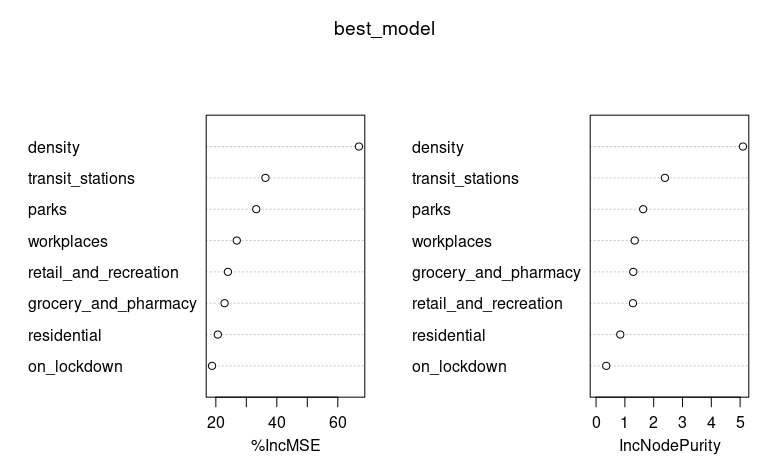 best_model
density
transit_stations
parks
workplaces
retail_and_recreation
grocery_and_pharmacy
residential
on_lockdown
20 40 60
%IncMSE
density
transit_stations
parks
workplaces
grocery_and_pharmacy
retail_and_recreation
residential
on_lockdown
0 1 2 3 4 5
IncNodePurity